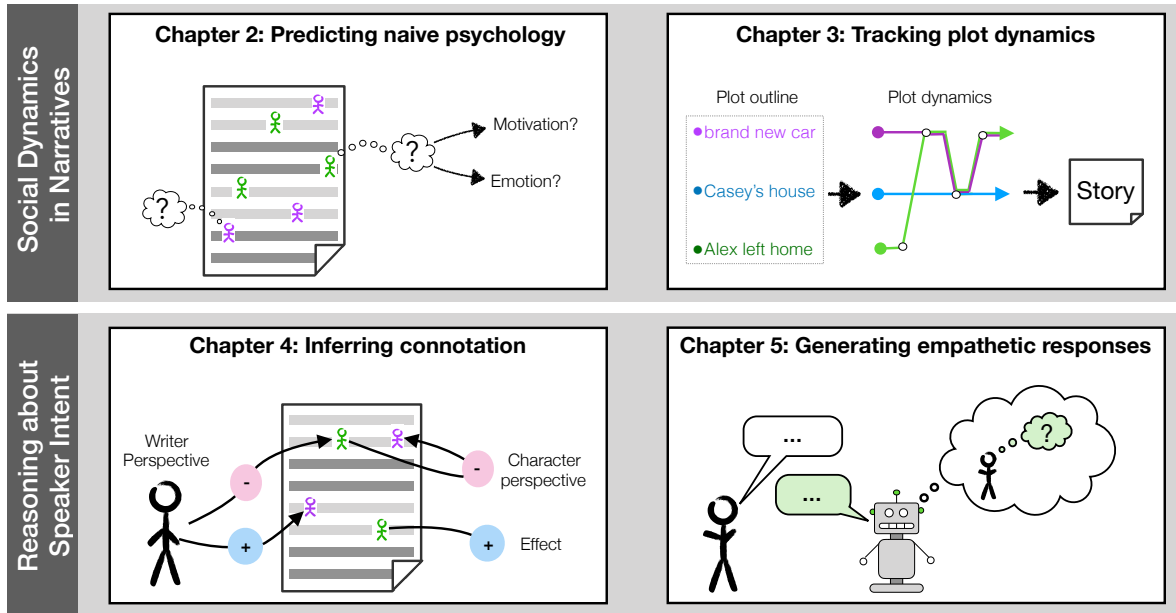 Social Dynamics
in Narratives
Chapter 2: Predicting naive psychology
?
?
Motivation?
Emotion?
Chapter 3: Tracking plot dynamics
Plot outline
Plot dynamics
brand new car
Casey's house
Alex left home
Story
Reasoning about
Speaker Intent
Chapter 4: Inferring connotation
Writer
Perspective
-
+
-
Character
perspective
+
Effect
Chapter 5: Generating empathetic responses
...
...
?